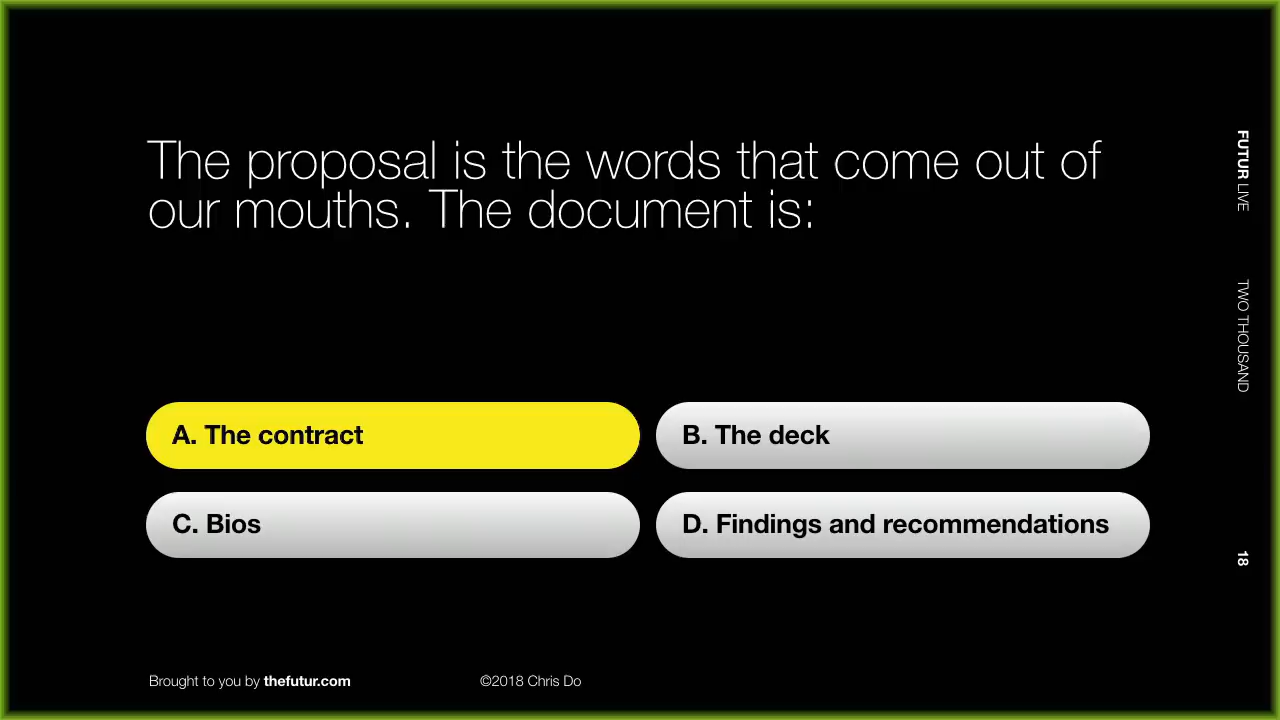 The proposal is the words that come out of
our mouths. The document is:
A. The contract
B. The deck
C. Bios
D. Findings and recommendations
Brought to you by thefutur.com
©2018 Chris Do
FUTUR LIVE
TWO THOUSAND
18